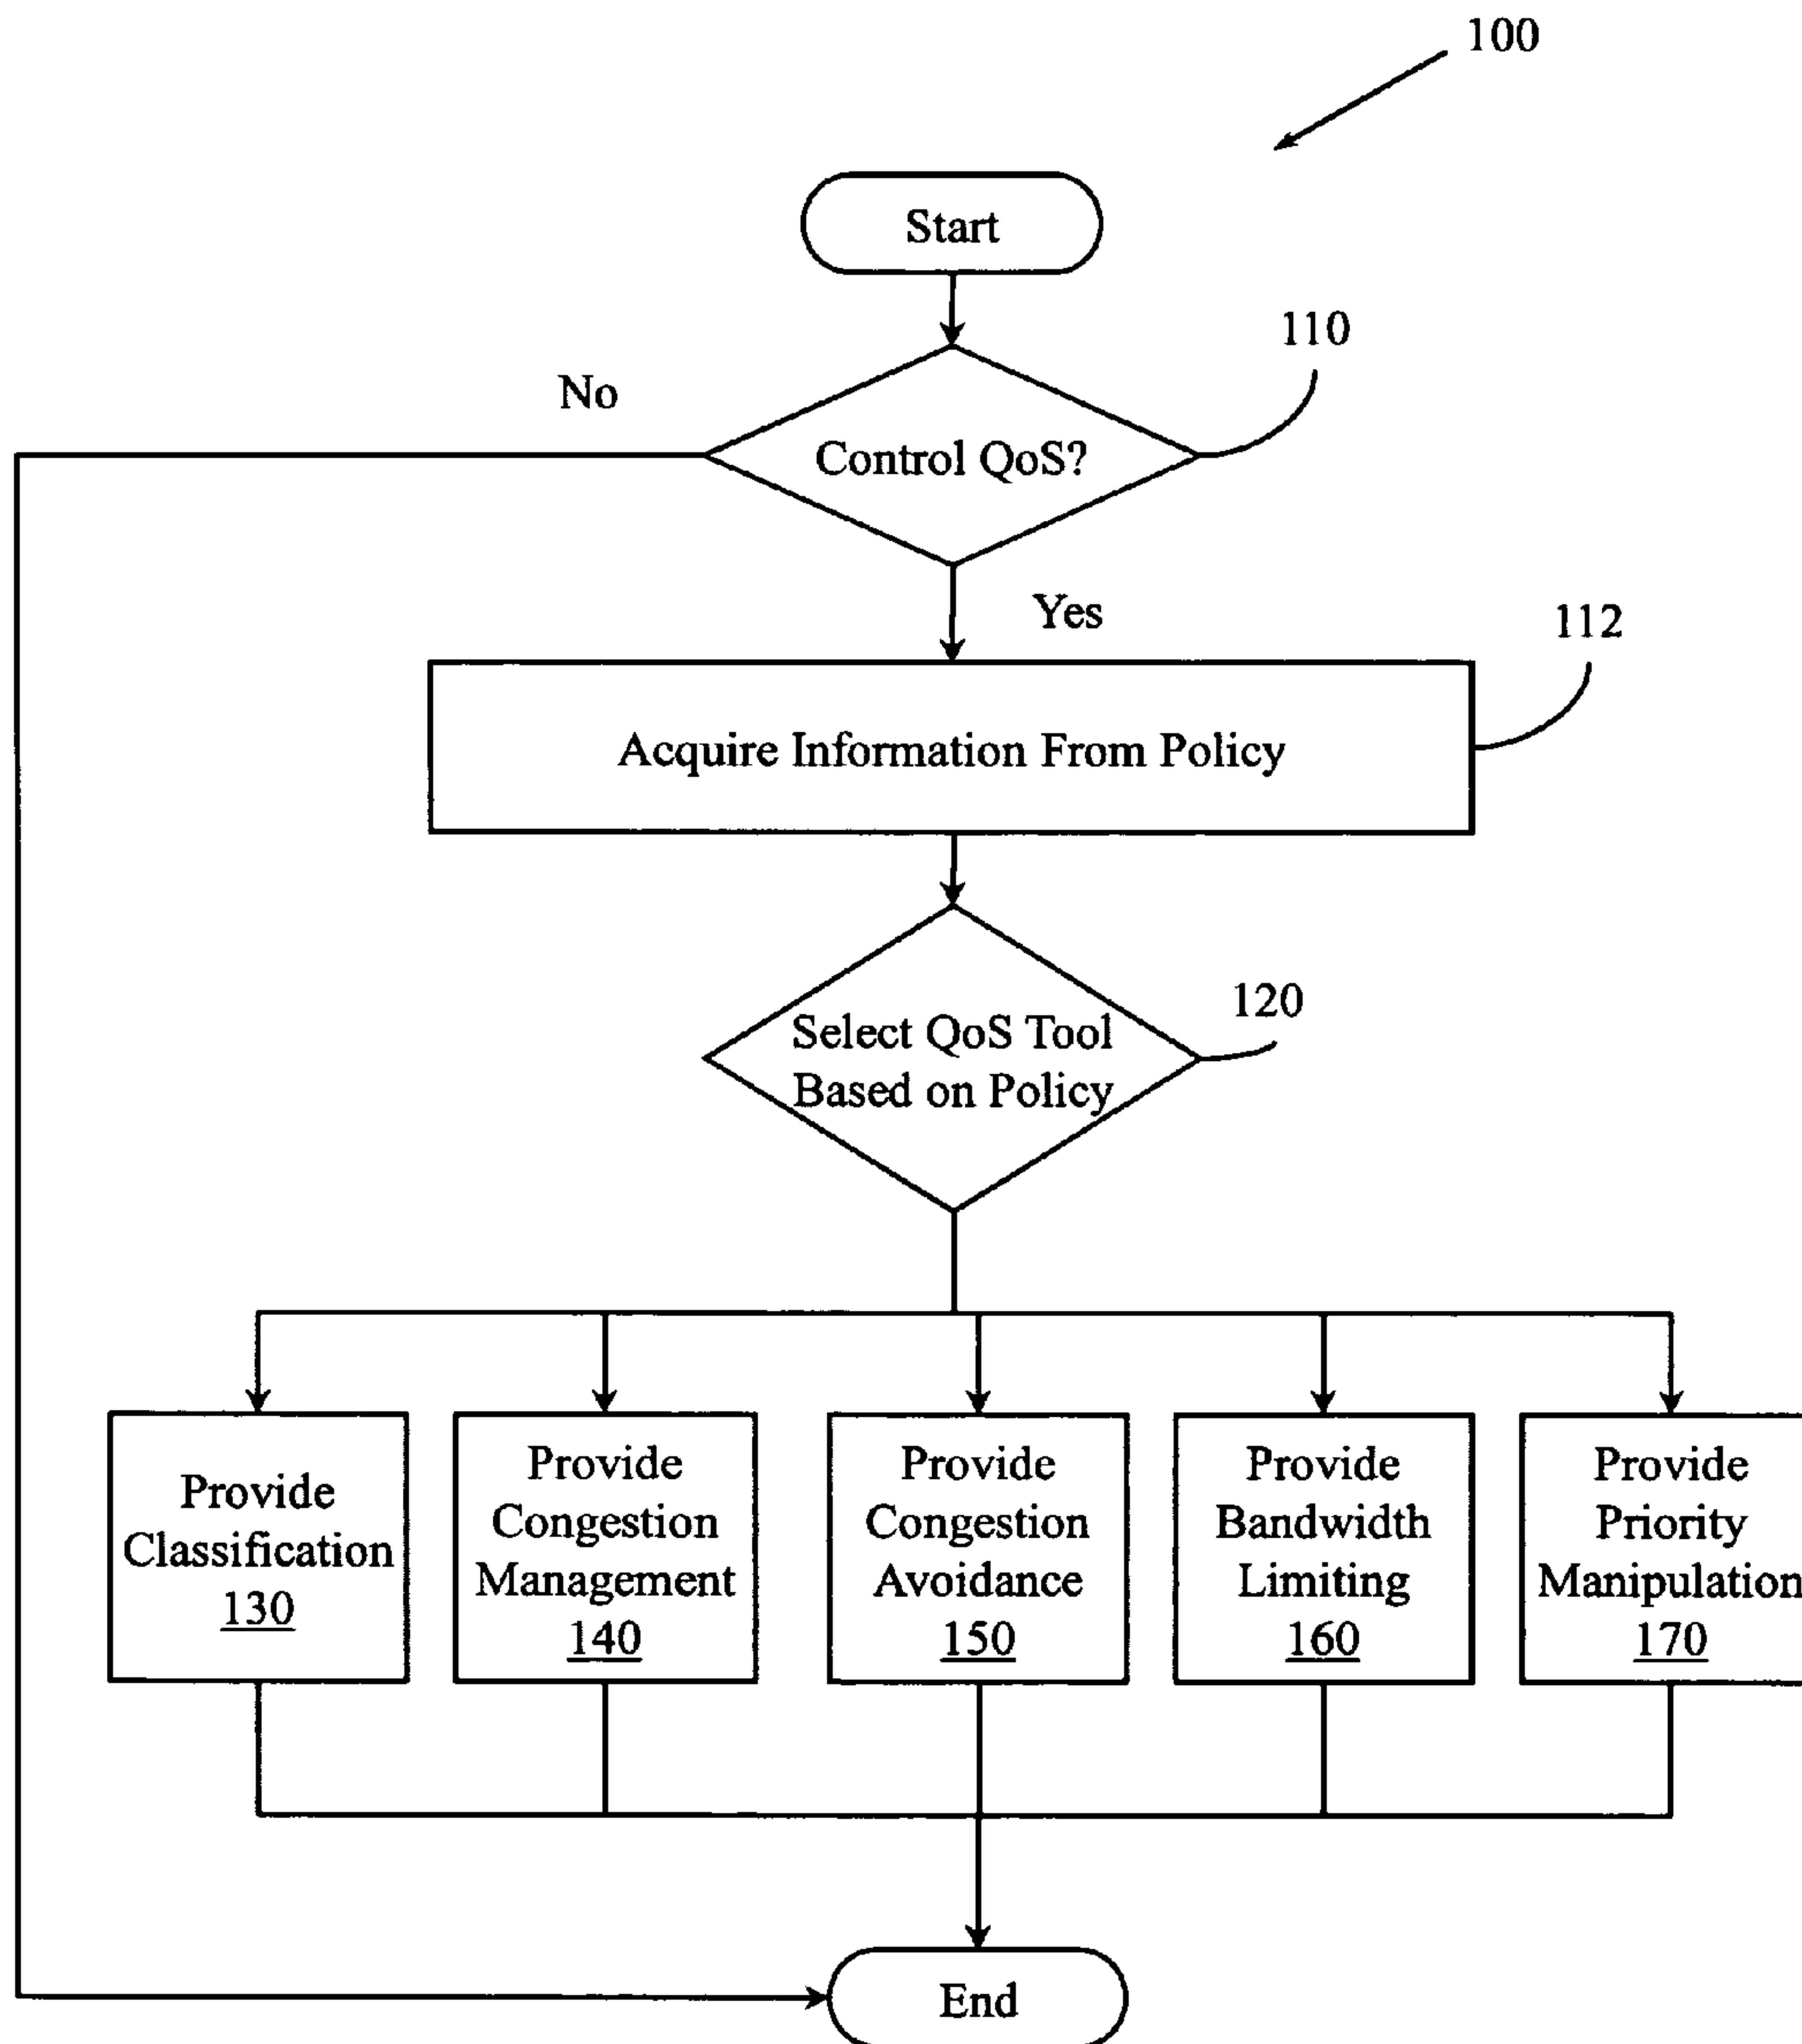 100
Start
110
No
Control QoS?
Yes
112
Acquire Information From Policy
120
Select QoS Tool
Based on Policy
Provide
Classification
130
Provide
Congestion
Management
140
Provide
Congestion
Avoidance
150
Provide
Bandwidth
Limiting
160
Provide
Priority
Manipulation
170
End